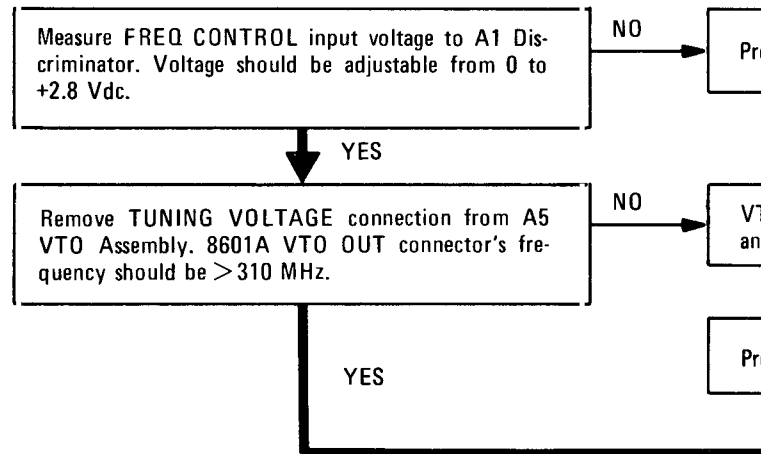 Measure FREQ CONTROL input voltage to A1 Dis-
criminator. Voltage should be adjustable from 0 to
+2.8 Vdc.
NO
Pr
YES
Remove TUNING VOLTAGE connection from A5
VTO Assembly. 8601A VTO OUT connector's fre-
quency should be > 310 MHz.
NO
VT
an
YES
Pr